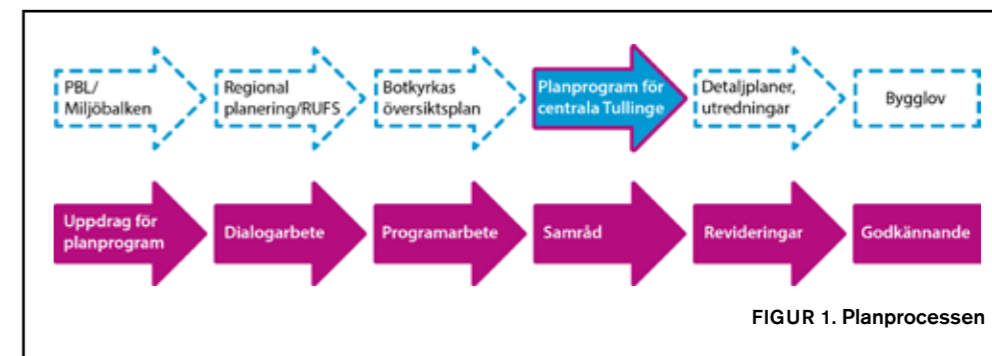 PBL/
Miljöbalken
Regional
planering/RUFS
Botkyrkas
översiktsplan
Planprogram för
centrala Tullinge
Detaljplaner,
utredningar
Bygglov
Uppdrag för
planprogram
Dialogarbete
Programarbete
Samråd
Revideringar
Godkännande
FIGUR 1. Planprocessen